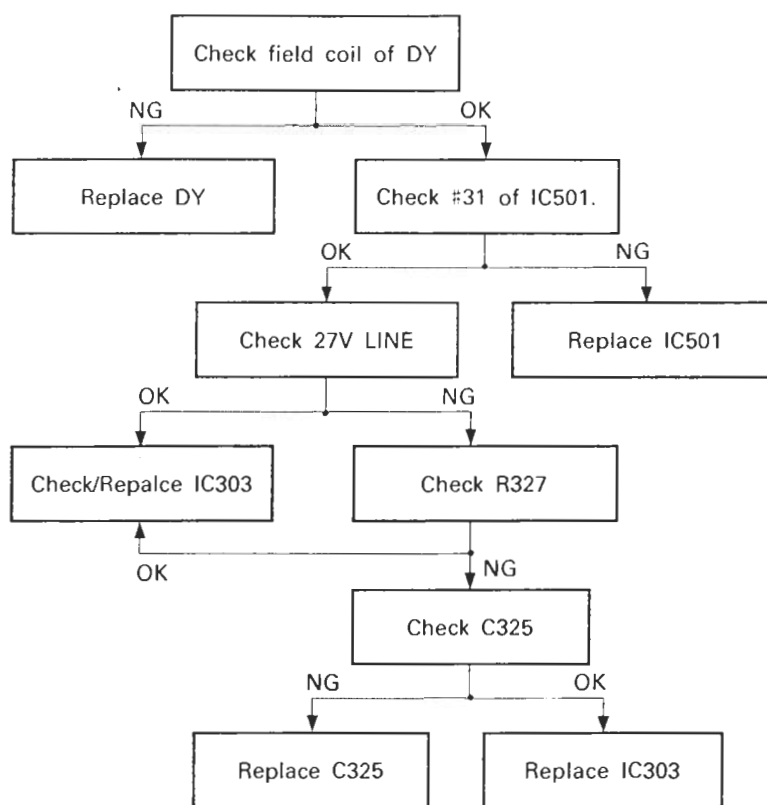 Check field coil of DY
NG
OK
Replace DY
Check #31 of IC501.
OK
NG
Check 27V LINE
Replace IC501
OK
NG
Check/Repalce IC303
Check R327
OK
NG
Check C325
NG
OK
Replace C325
Replace IC303